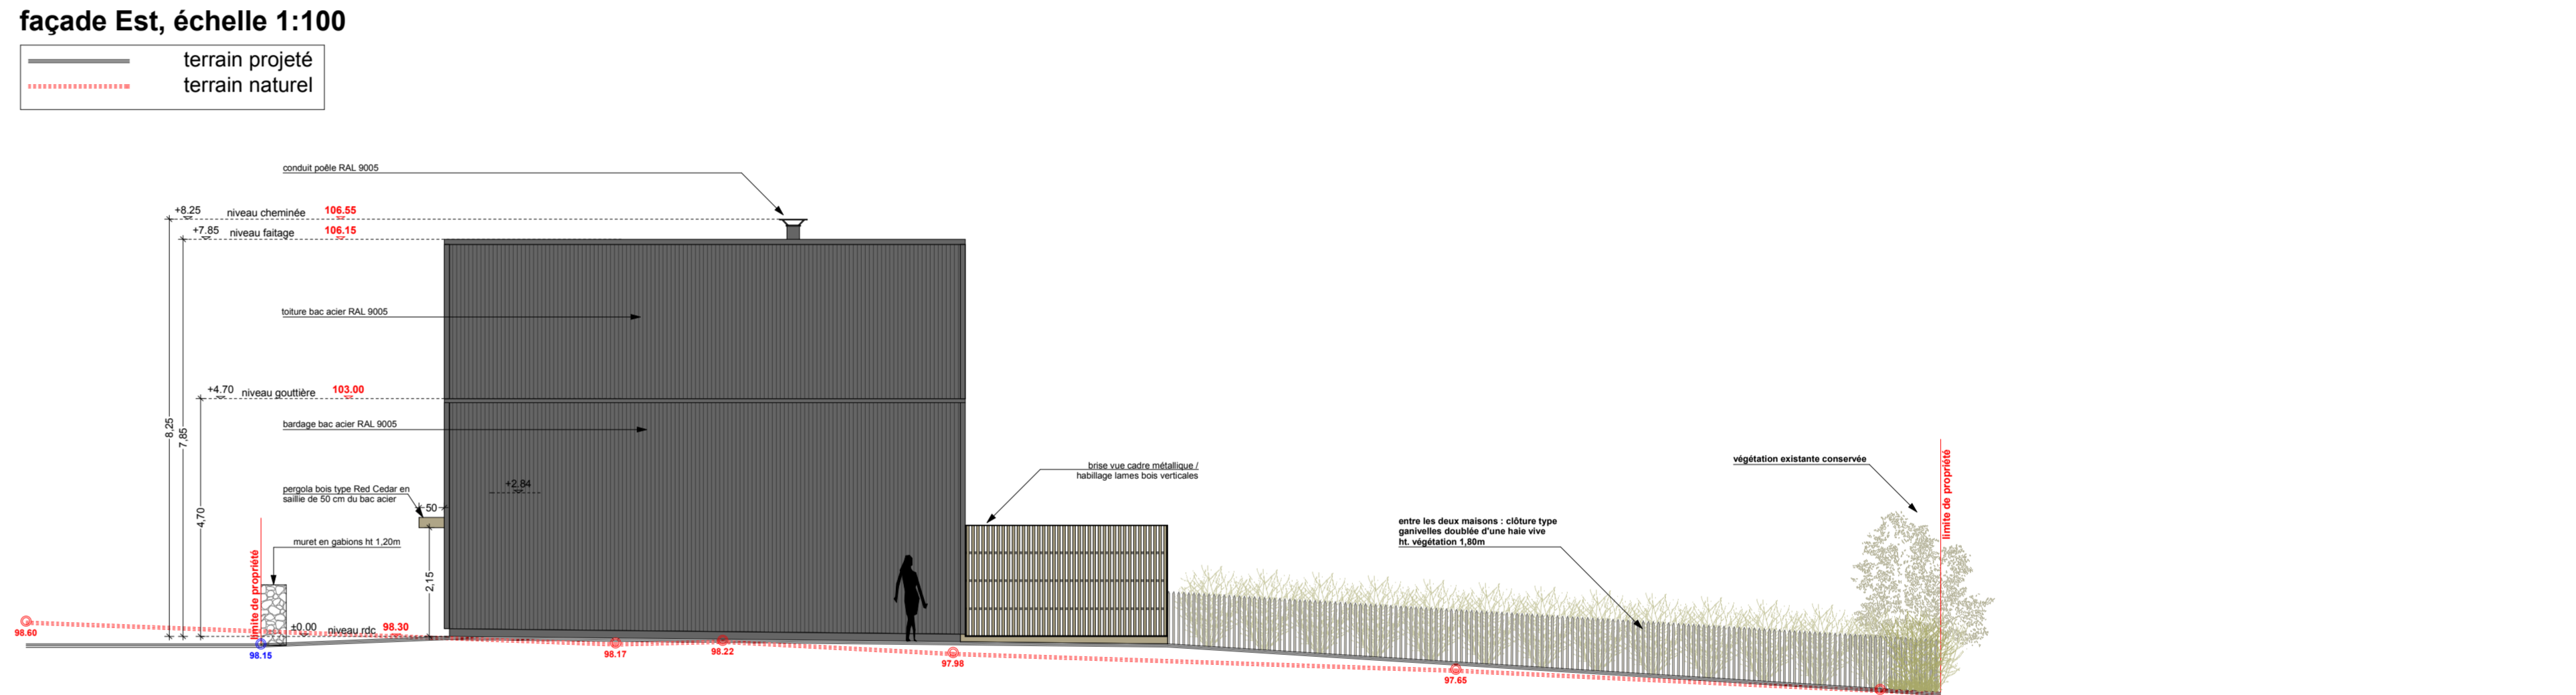 façade Est, échelle 1:100
terrain projeté
terrain naturel
conduit poêle RAL 9005
+8.25 niveau cheminée 106.55
+7.85 niveau faitage 106.15
toiture bac acier RAL 9005
+4.70 niveau gouttière 103.00
8,25
7,85
4,70
bardage bac acier RAL 9005
+2.84
pergola bois type Red Cedar en
saillie de 50 cm du bac acier
50
2,15
muret en gabions ht 1,20m
limite de propriété
±0.00 niveau rdc 98.30
98.60
98.15
98.17
98.22
97.98
97.65
brise vue cadre métallique /
habillage lames bois verticales
entre les deux maisons : clôture type
ganivelles doublée d'une haie vive
ht. végétation 1,80m
végétation existante conservée
limite de propriété